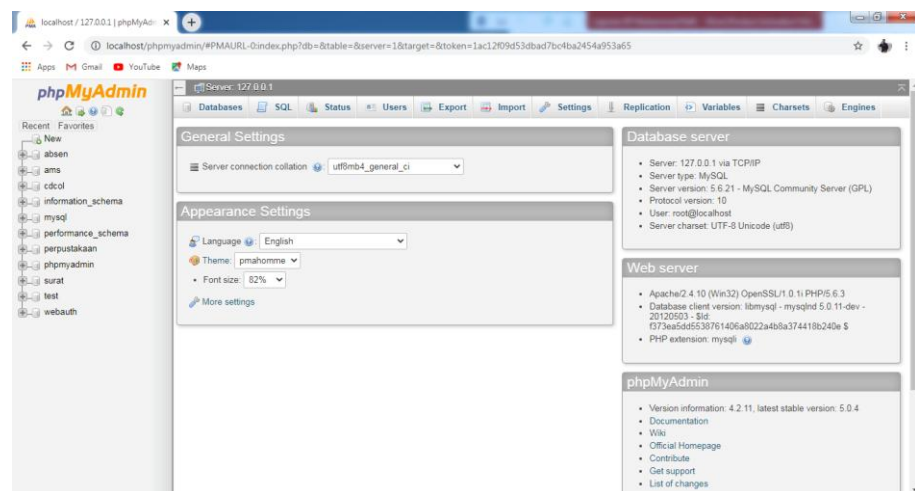 localhost / 127.0.0.1 | phpMyAdm
localhost/phpmyadmin/#PMAURL-0:index.php?db=&table=&server=1&target=&token=1ac12f09d53dbad7bc4ba2454a953a65
Apps Gmail YouTube Maps
phpMyAdmin
Recent Favorites
New
absen
ams
cdcol
information_schema
mysql
performance_schema
perpustakaan
phpmyadmin
surat
test
webauth
Server: 127.0.0.1
Databases SQL Status Users Export Import Settings Replication Variables Charsets Engines
General Settings
Server connection collation : utf8mb4_general_ci
Appearance Settings
Language : English
Theme: pmahomme
Font size: 82%
More settings
Database server
Server: 127.0.0.1 via TCP/IP
Server type: MySQL
Server version: 5.6.21 - MySQL Community Server (GPL)
Protocol version: 10
User: root@localhost
Server charset: UTF-8 Unicode (utf8)
Web server
Apache/2.4.10 (Win32) OpenSSL/1.0.1i PHP/5.6.3
Database client version: libmysql - mysqlnd 5.0.11-dev -
20120503 - $Id:
f373ea5dd5538761406a8022a4b8a374418b240e $
PHP extension: mysqli
phpMyAdmin
Version information: 4.2.11, latest stable version: 5.0.4
Documentation
Wiki
Official Homepage
Contribute
Get support
List of changes